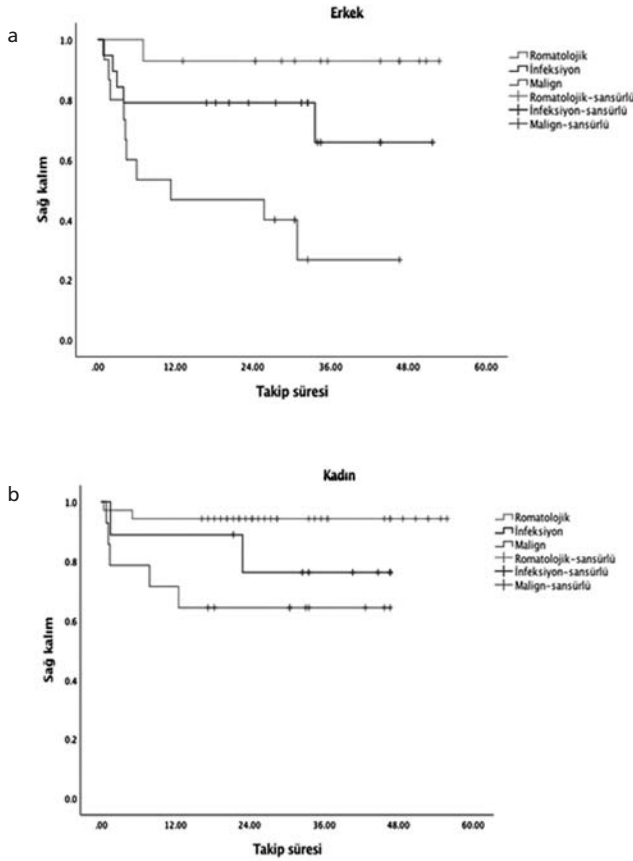 a
Erkek
1.0
0.8
0.6
0.4
0.2
0.0
Sağ kalım
.00 12.00 24.00 36.00 48.00 60.00
Takip süresi
Romatolojik
İnfeksiyon
Malign
Romatolojik-sansürlü
İnfeksiyon-sansürlü
Malign-sansürlü
b
Kadın
1.0
0.8
0.6
0.4
0.2
0.0
Sağ kalım
.00 12.00 24.00 36.00 48.00 60.00
Takip süresi
Romatolojik
İnfeksiyon
Malign
Romatolojik-sansürlü
İnfeksiyon-sansürlü
Malign-sansürlü